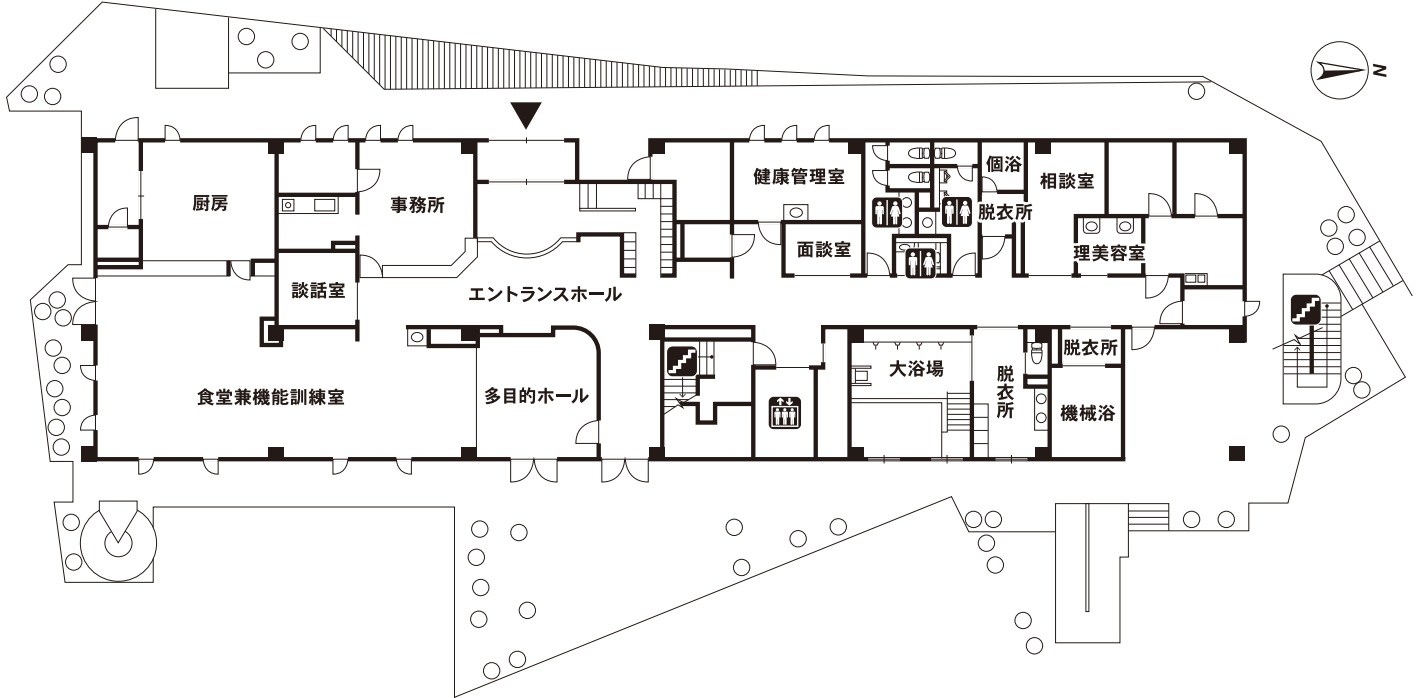 N
厨房
事務所
健康管理室
個浴
相談室
脱衣所
面談室
理美容室
談話室
エントランスホール
食堂兼機能訓練室
多目的ホール
大浴場
脱衣所
脱衣所
機械浴